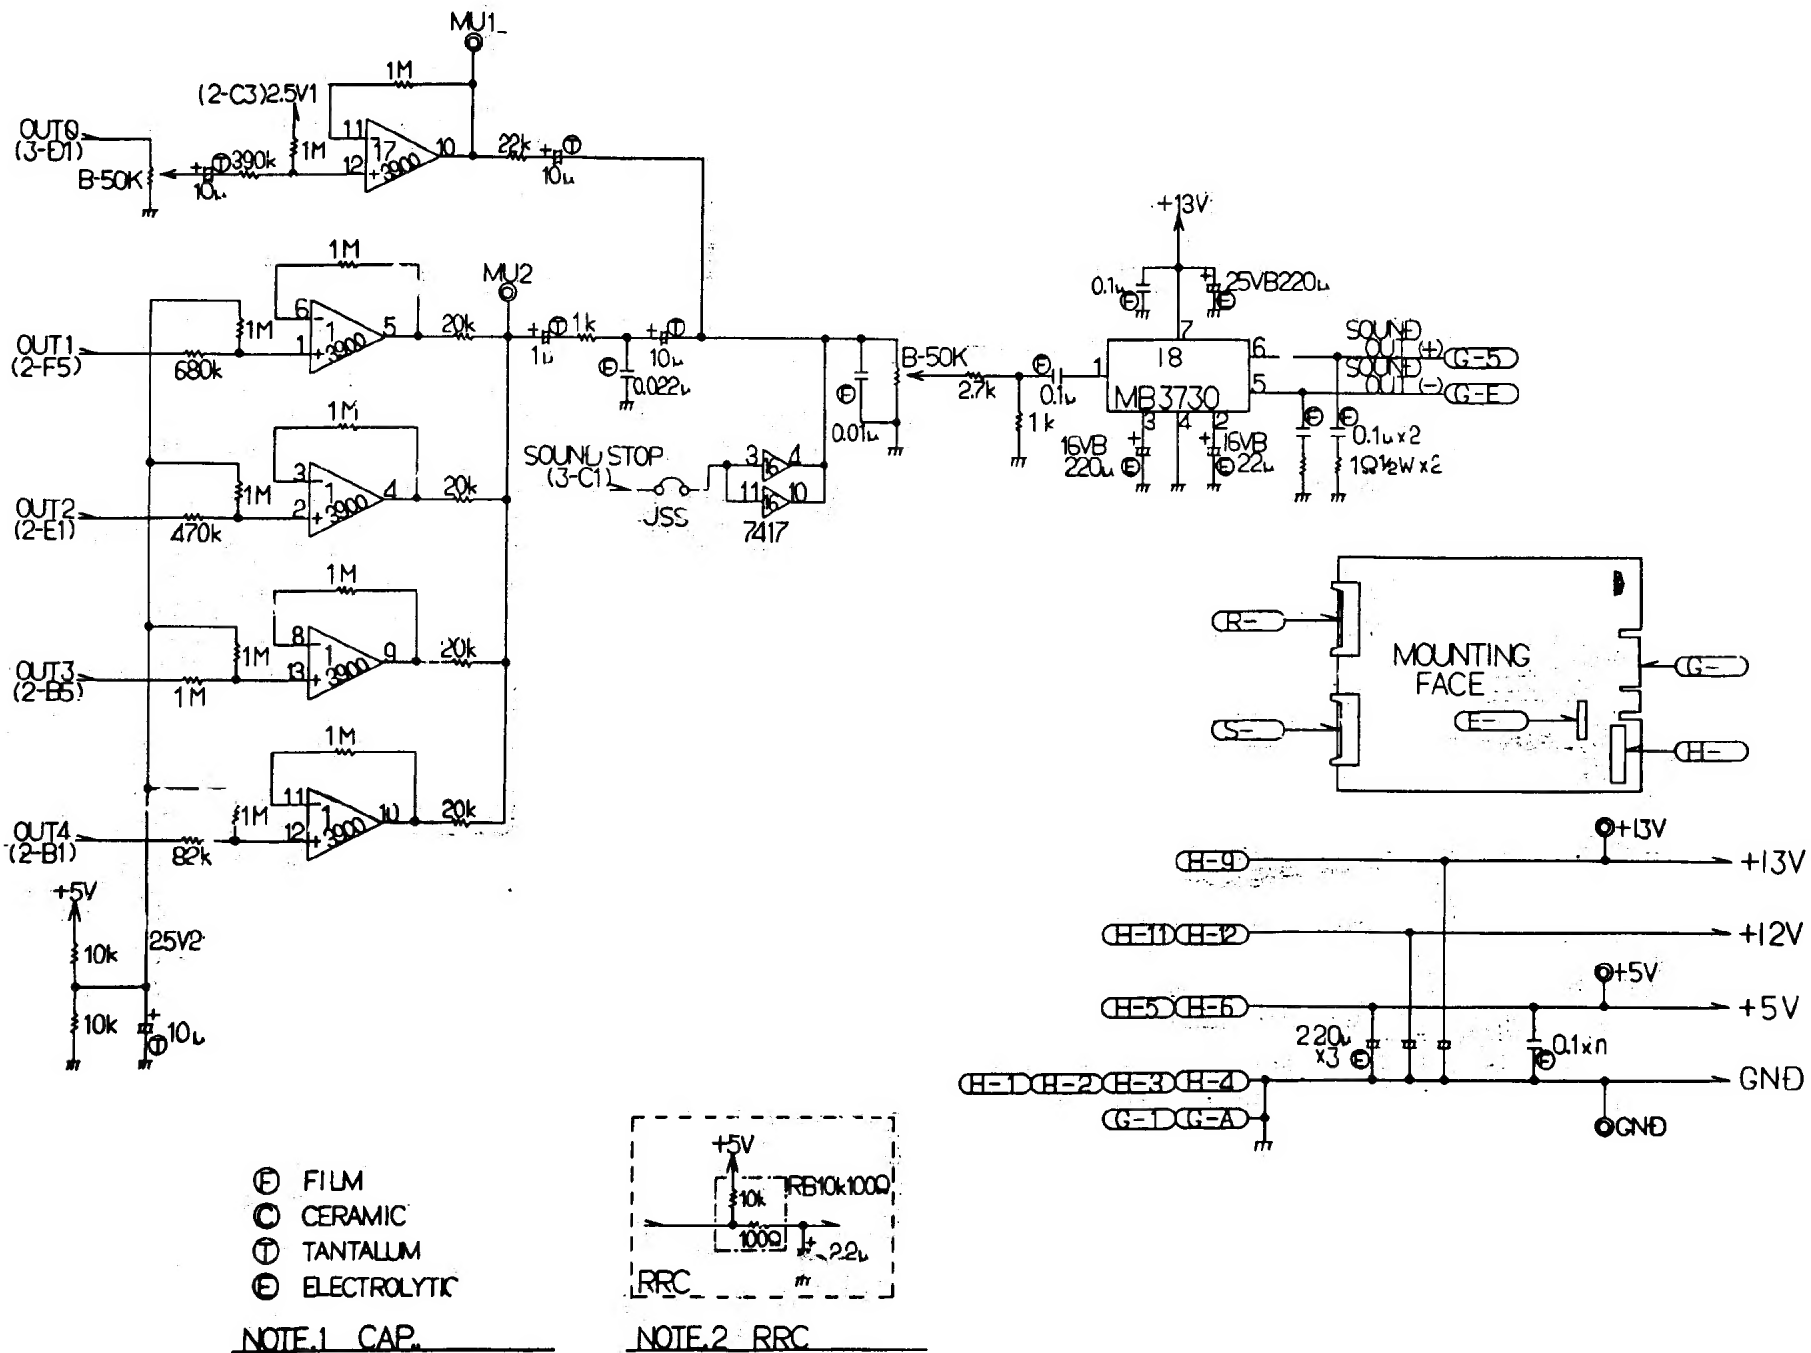 MU1
1M
(2-C3)2.5V1
OUT0
(3-D1)
11
17
10
3900
12
22k
T
10μ
1M
390k
T
10μ
B-50K
1M
MU2
OUT1
(2-F5)
680k
1M
6
1
5
1
3900
20k
T
1μ
1k
F
0.022μ
T
10μ
1M
OUT2
(2-E1)
470k
1M
3
1
4
2
3900
20k
1M
OUT3
(2-B5)
1M
1M
8
1
9
13
3900
20k
1M
OUT4
(2-B1)
82k
1M
11
1
10
12
3900
20k
+5V
10k
25V2
10k
10μ
T
SOUND STOP
(3-C1)
JSS
3
16
4
11
16
10
7417
F
0.01μ
B-50K
2.7k
1k
F
0.1μ
+13V
0.1μ
F
25VB220μ
E
7
1
18
6
MB3730
5
3
4
2
16VB
220μ
E
16VB
22μ
E
SOUND
OUT (+)
G-5
SOUND
OUT (-)
G-E
F
F
0.1μx2
1Ω½Wx2
R-
S-
MOUNTING
FACE
G-
E-
H-
H-9
+13V
+13V
H-11
H-12
+12V
H-5
H-6
+5V
+5V
220μ
x3
E
0.1xn
F
H-1
H-2
H-3
H-4
GND
G-1
G-A
GND
F FILM
C CERAMIC
T TANTALUM
E ELECTROLYTIC
NOTE.1 CAP.
+5V
RB10k100Ω
10k
100Ω
2.2μ
RRC
NOTE.2 RRC